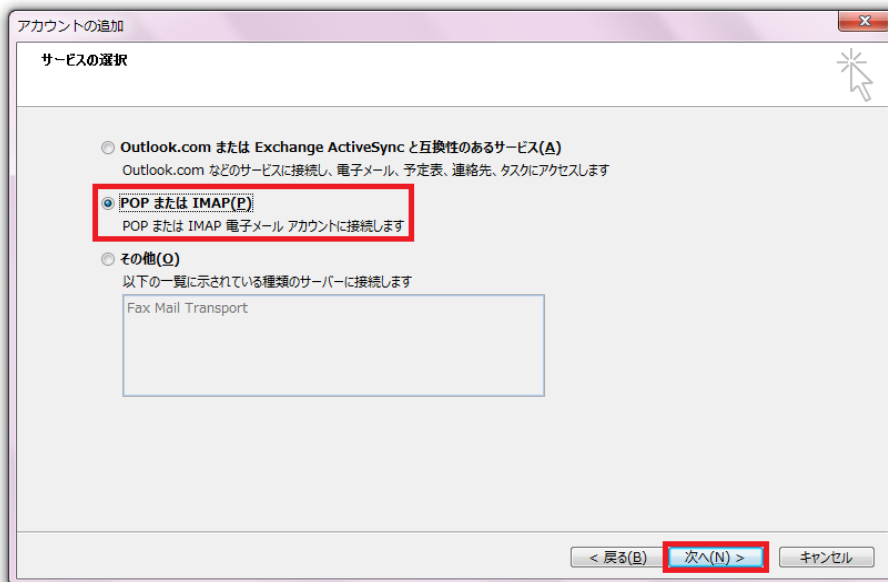 アカウントの追加
サービスの選択
Outlook.com または Exchange ActiveSync と互換性のあるサービス(A)
Outlook.com などのサービスに接続し、電子メール、予定表、連絡先、タスクにアクセスします
POP または IMAP(P)
POP または IMAP 電子メール アカウントに接続します
その他(O)
以下の一覧に示されている種類のサーバーに接続します
Fax Mail Transport
< 戻る(B) 次へ(N) > キャンセル